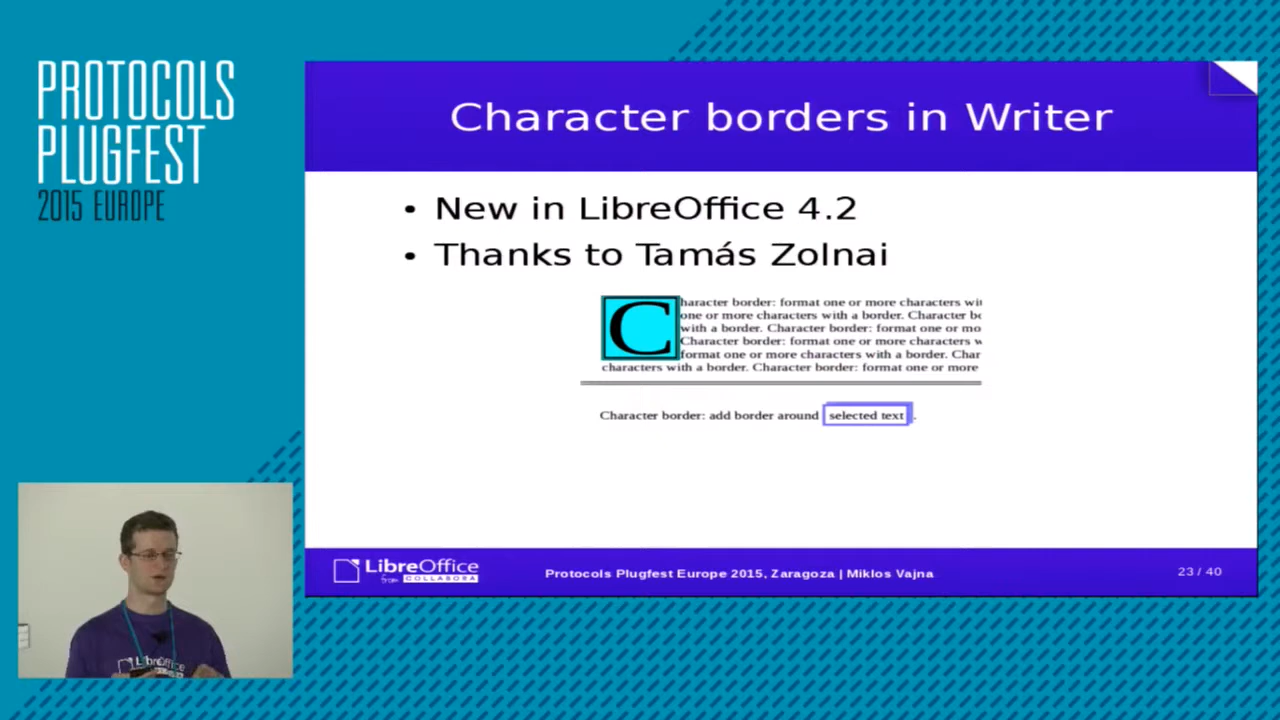 PROTOCOLS
PLUGFEST
2015 EUROPE
Character borders in Writer
• New in LibreOffice 4.2
• Thanks to Tamás Zolnai
Character border: format one or more characters wit
one or more characters with a border. Character bo
with a border. Character border: format one or mo
Character border: format one or more characters w
format one or more characters with a border. Char
characters with a border. Character border: format one or more
Character border: add border around selected text .
LibreOffice
from COLLABORA
Protocols Plugfest Europe 2015, Zaragoza | Miklos Vajna
23 / 40
LibreOffice